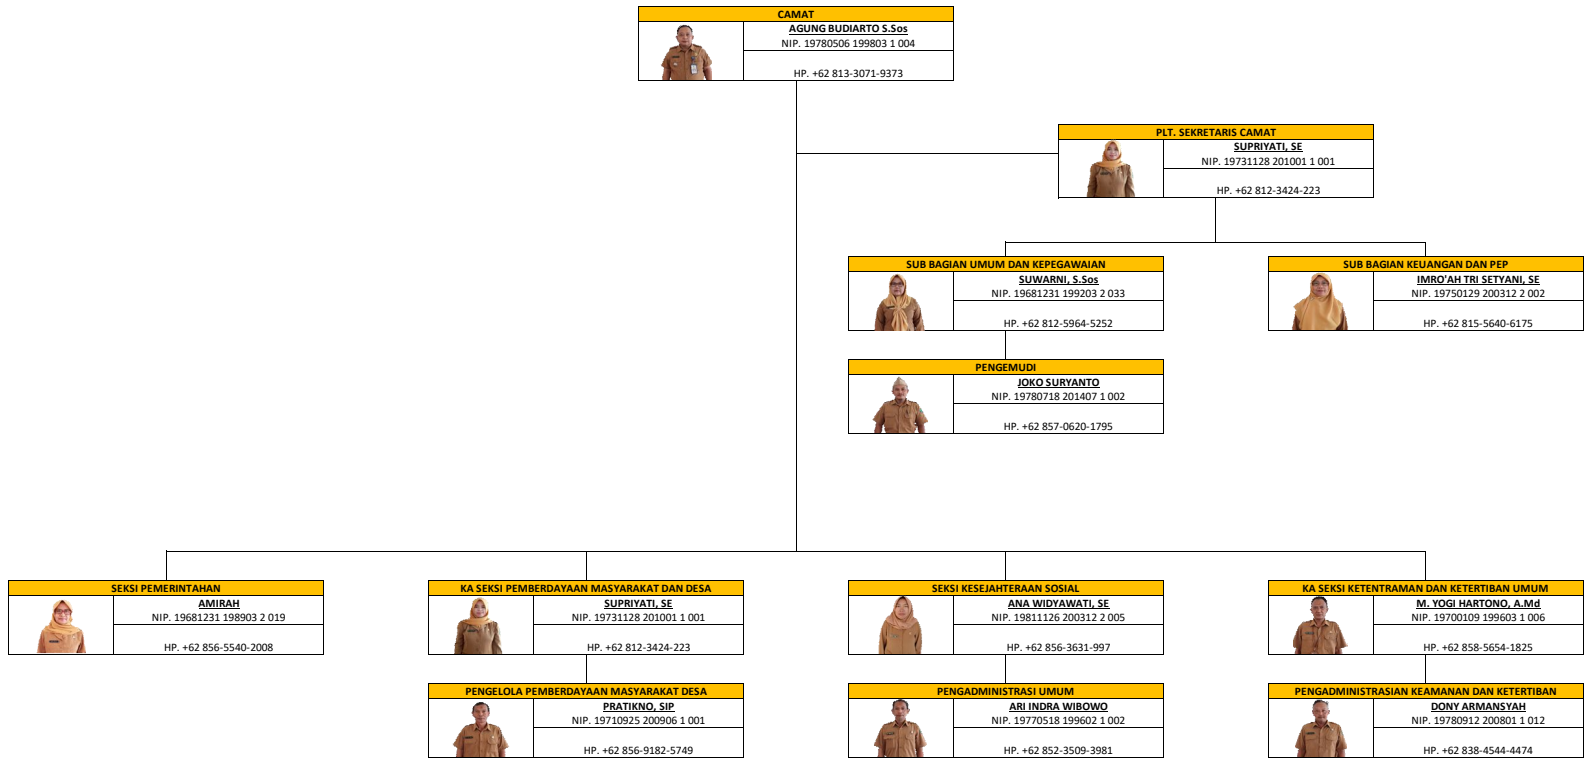 CAMAT
AGUNG BUDIARTO S.Sos
NIP. 19780506 199803 1 004
HP. +62 813-3071-9373
PLT. SEKRETARIS CAMAT
SUPRIYATI, SE
NIP. 19731128 201001 1 001
HP. +62 812-3424-223
SUB BAGIAN UMUM DAN KEPEGAWAIAN
SUWARNI, S.Sos
NIP. 19681231 199203 2 033
HP. +62 812-5964-5252
SUB BAGIAN KEUANGAN DAN PEP
IMRO'AH TRI SETYANI, SE
NIP. 19750129 200312 2 002
HP. +62 815-5640-6175
PENGEMUDI
JOKO SURYANTO
NIP. 19780718 201407 1 002
HP. +62 857-0620-1795
SEKSI PEMERINTAHAN
AMIRAH
NIP. 19681231 198903 2 019
HP. +62 856-5540-2008
KA SEKSI PEMBERDAYAAN MASYARAKAT DAN DESA
SUPRIYATI, SE
NIP. 19731128 201001 1 001
HP. +62 812-3424-223
SEKSI KESEJAHTERAAN SOSIAL
ANA WIDYAWATI, SE
NIP. 19811126 200312 2 005
HP. +62 856-3631-997
KA SEKSI KETENTRAMAN DAN KETERTIBAN UMUM
M. YOGI HARTONO, A.Md
NIP. 19700109 199603 1 006
HP. +62 858-5654-1825
PENGELOLA PEMBERDAYAAN MASYARAKAT DESA
PRATIKNO, SIP
NIP. 19710925 200906 1 001
HP. +62 856-9182-5749
PENGADMINISTRASI UMUM
ARI INDRA WIBOWO
NIP. 19770518 199602 1 002
HP. +62 852-3509-3981
PENGADMINISTRASIAN KEAMANAN DAN KETERTIBAN
DONY ARMANSYAH
NIP. 19780912 200801 1 012
HP. +62 838-4544-4474